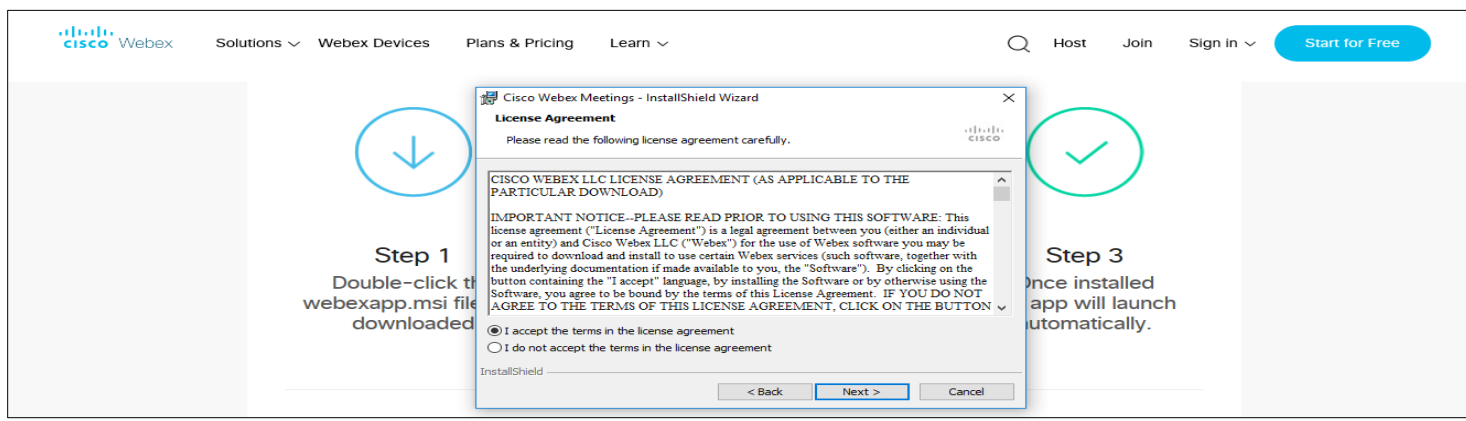 CISCO Webex
Solutions Webex Devices Plans & Pricing Learn Host Join Sign in Start for Free
Cisco Webex Meetings - InstallShield Wizard
License Agreement
Please read the following license agreement carefully.
CISCO
CISCO WEBEX LLC LICENSE AGREEMENT (AS APPLICABLE TO THE
PARTICULAR DOWNLOAD)
IMPORTANT NOTICE--PLEASE READ PRIOR TO USING THIS SOFTWARE: This
license agreement ("License Agreement") is a legal agreement between you (either an individual
or an entity) and Cisco Webex LLC ("Webex") for the use of Webex software you may be
required to download and install to use certain Webex services (such software, together with
the underlying documentation if made available to you, the "Software"). By clicking on the
button containing the "I accept" language, by installing the Software or by otherwise using the
Software, you agree to be bound by the terms of this License Agreement. IF YOU DO NOT
AGREE TO THE TERMS OF THIS LICENSE AGREEMENT, CLICK ON THE BUTTON
I accept the terms in the license agreement
I do not accept the terms in the license agreement
InstallShield
< Back Next > Cancel
Step 1
Double-click
webexapp.msi
downloaded
Step 3
installed
app will launch
automatically.